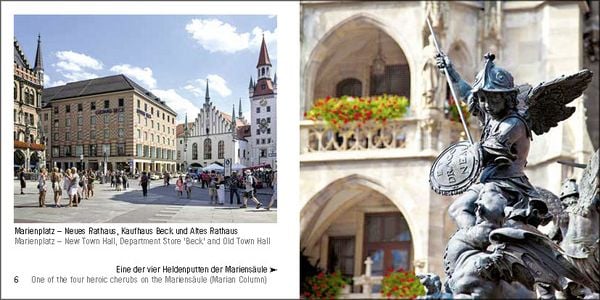 Marienplatz – Neues Rathaus, Kaufhaus Beck und Altes Rathaus
Marienplatz – New Town Hall, Department Store 'Beck' and Old Town Hall
Eine der vier Heldenputten der Mariensäule ➤
6 One of the four heroic cherubs on the Mariensäule (Marian Column)